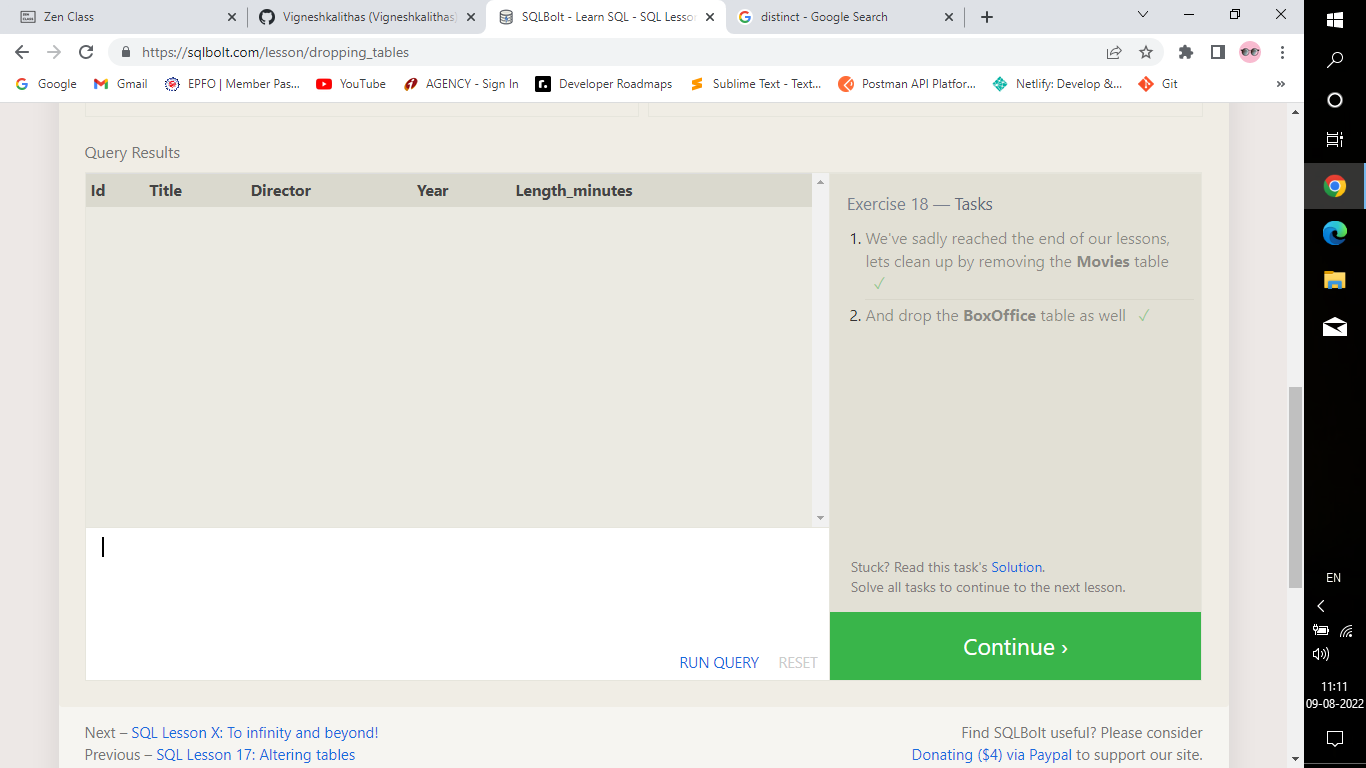 Zen Class
Vigneshkalithas (Vigneshkalithas)
SQLBolt - Learn SQL - SQL Lesso
distinct - Google Search
https://sqlbolt.com/lesson/dropping_tables
Google
Gmail
EPFO | Member Pas...
YouTube
AGENCY - Sign In
Developer Roadmaps
Sublime Text - Text...
Postman API Platfor...
Netlify: Develop &...
Git
»
Query Results
Id Title Director Year Length_minutes
Exercise 18 — Tasks
1. We've sadly reached the end of our lessons,
lets clean up by removing the Movies table
✓
2. And drop the BoxOffice table as well ✓
Stuck? Read this task's Solution.
Solve all tasks to continue to the next lesson.
RUN QUERY RESET
Continue ›
Next – SQL Lesson X: To infinity and beyond!
Previous – SQL Lesson 17: Altering tables
Find SQLBolt useful? Please consider
Donating ($4) via Paypal to support our site.
EN
11:11
09-08-2022